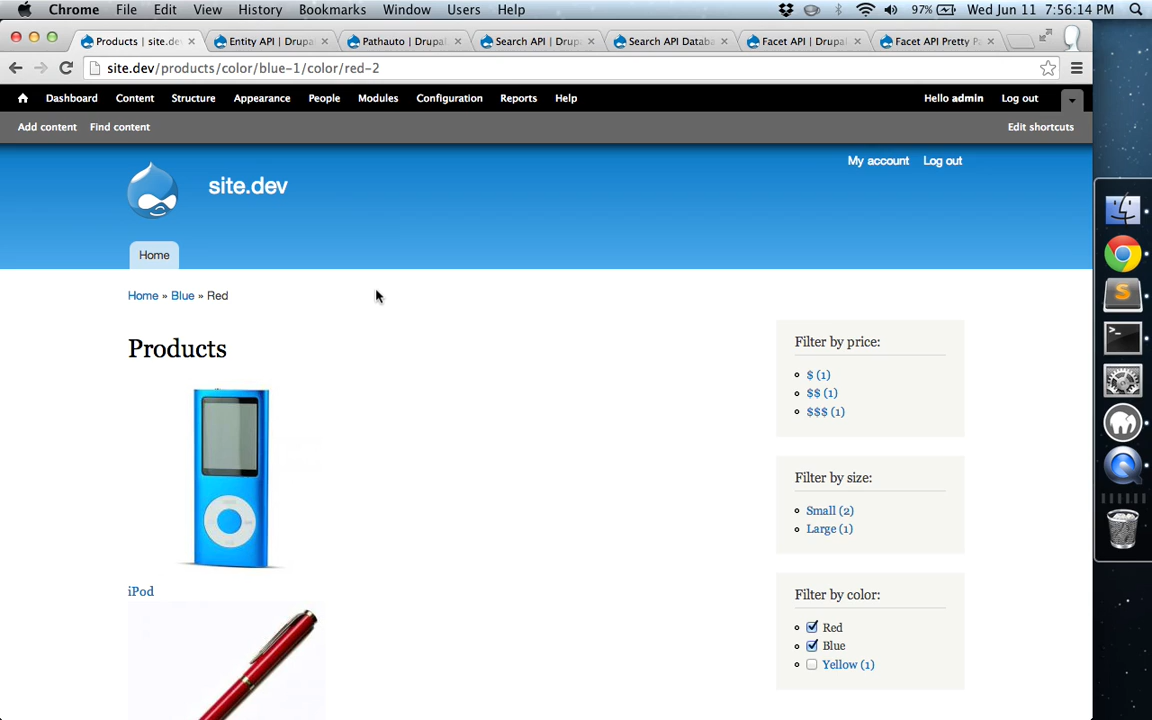 Chrome File Edit View History Bookmarks Window Users Help 97% Wed Jun 11 7:56:14 PM
Products | site.de Entity API | Drupa Pathauto | Drupal Search API | Drupa Search API Databa Facet API | Drupal Facet API Pretty P
site.dev/products/color/blue-1/color/red-2
Dashboard Content Structure Appearance People Modules Configuration Reports Help Hello admin Log out
Add content Find content Edit shortcuts
My account Log out
site.dev
Home
Home » Blue » Red
Products
iPod
Filter by price:
$ (1)
$$ (1)
$$$ (1)
Filter by size:
Small (2)
Large (1)
Filter by color:
Red
Blue
Yellow (1)